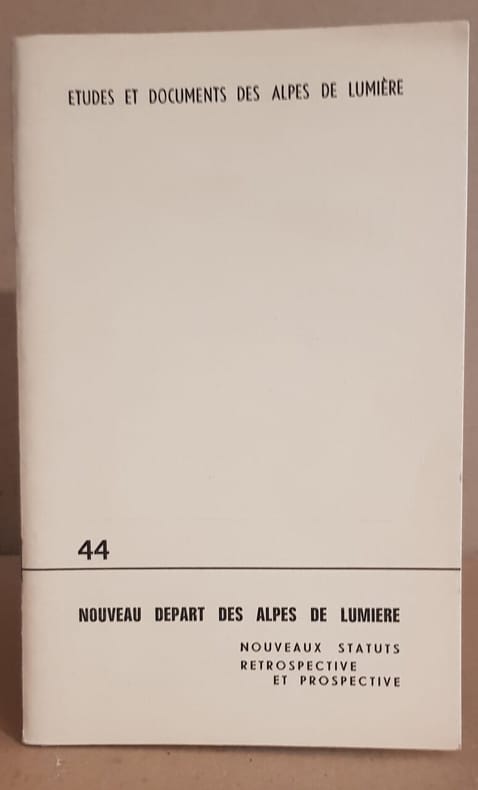 ETUDES ET DOCUMENTS DES ALPES DE LUMIÈRE
44
NOUVEAU DEPART DES ALPES DE LUMIERE
NOUVEAUX STATUTS
RETROSPECTIVE
ET PROSPECTIVE